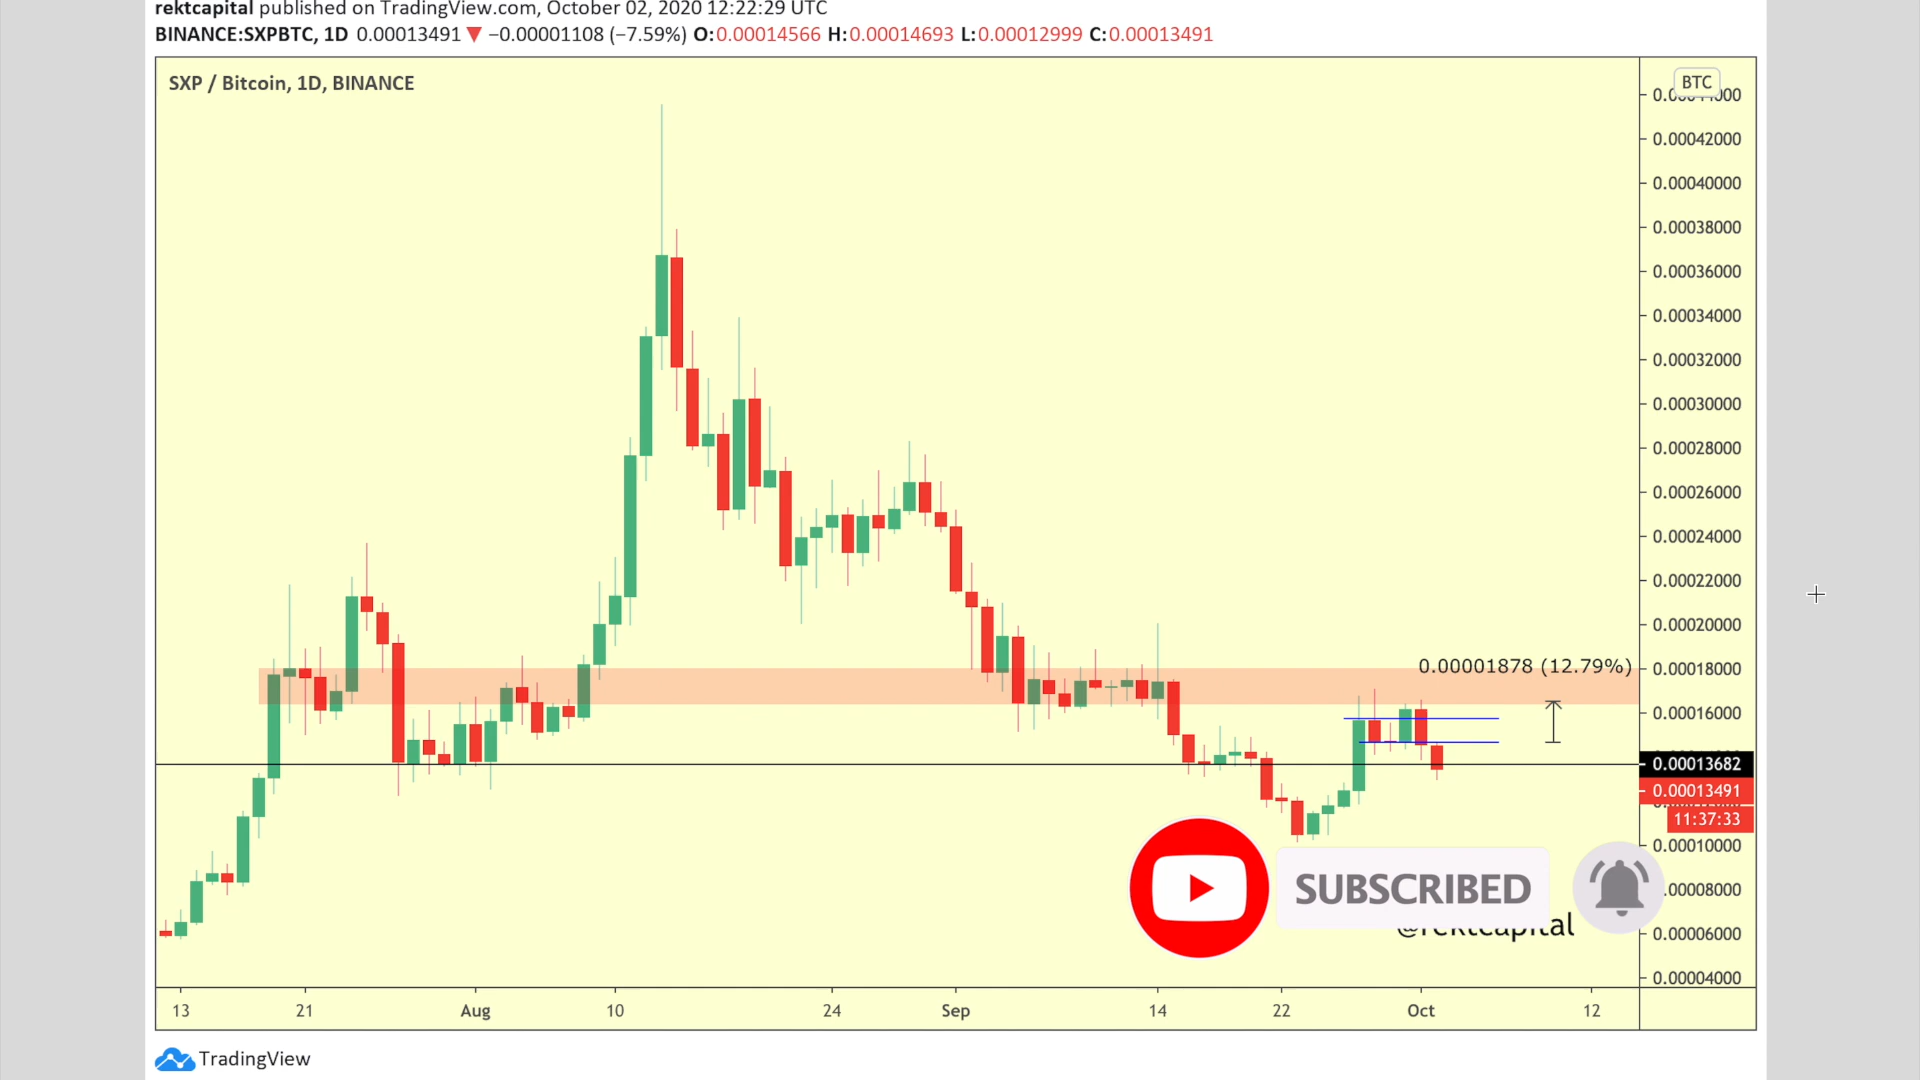 rektcapital published on TradingView.com, October 02, 2020 12:22:29 UTC
BINANCE:SXPBTC, 1D 0.00013491 ▼ −0.00001108 (−7.59%) O:0.00014566 H:0.00014693 L:0.00012999 C:0.00013491
SXP / Bitcoin, 1D, BINANCE
BTC
0.00042000
0.00040000
0.00038000
0.00036000
0.00034000
0.00032000
0.00030000
0.00028000
0.00026000
0.00024000
0.00022000
0.00020000
0.00001878 (12.79%)
0.00018000
0.00016000
0.00013682
0.00013491
11:37:33
0.00010000
SUBSCRIBED
.00008000
@rektcapital
0.00006000
0.00004000
13 21 Aug 10 24 Sep 14 22 Oct 12
TradingView